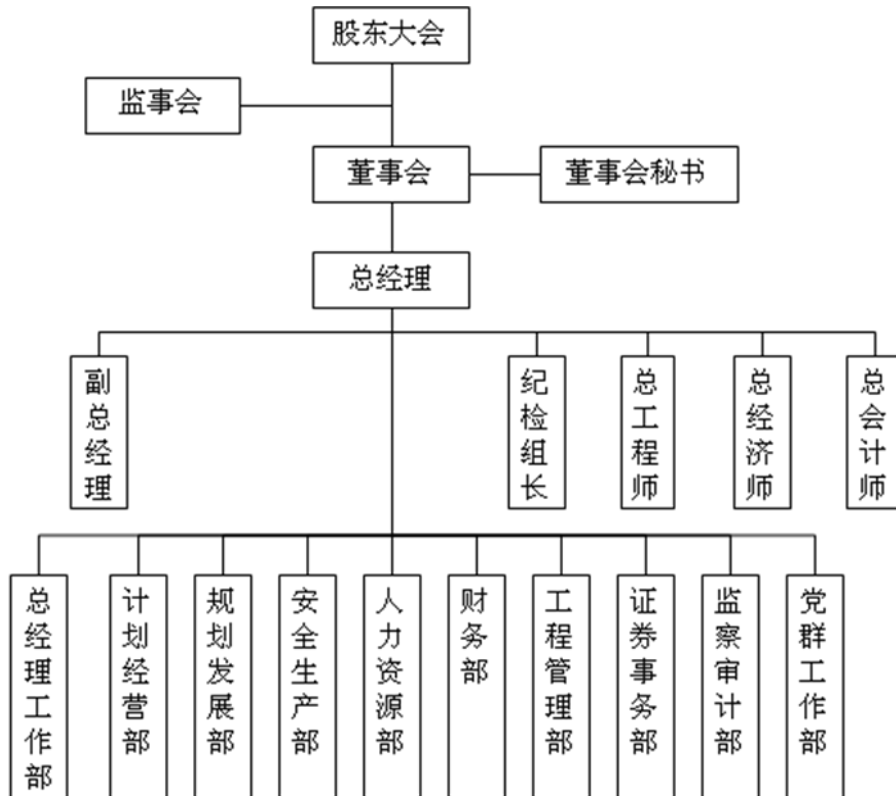 股东大会
监事会
董事会
董事会秘书
总经理
副总经理
纪检组长
总工程师
总经济师
总会计师
总经理工作部
计划经营部
规划发展部
安全生产部
人力资源部
财务部
工程管理部
证券事务部
监察审计部
党群工作部